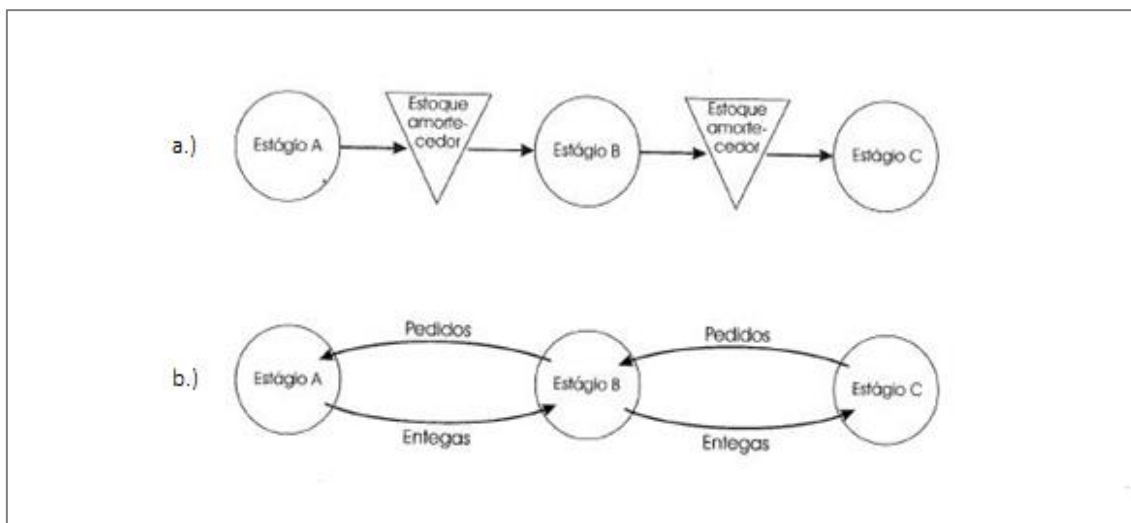 a.)
Estágio A
Estoque
amorte-
cedor
Estágio B
Estoque
amorte-
cedor
Estágio C
b.)
Pedidos
Pedidos
Estágio A
Estágio B
Estágio C
Entegas
Entegas